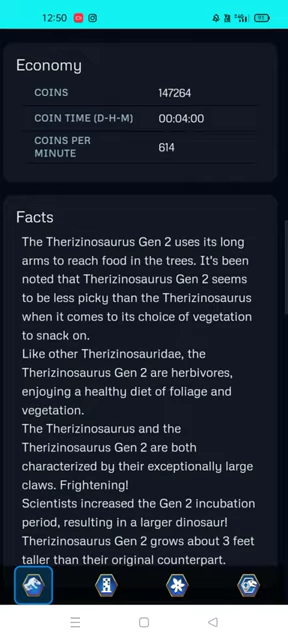 12:50
91
Economy
COINS 147264
COIN TIME (D-H-M) 00:04:00
COINS PER
MINUTE 614
Facts
The Therizinosaurus Gen 2 uses its long
arms to reach food in the trees. It's been
noted that Therizinosaurus Gen 2 seems
to be less picky than the Therizinosaurus
when it comes to its choice of vegetation
to snack on.
Like other Therizinosauridae, the
Therizinosaurus Gen 2 are herbivores,
enjoying a healthy diet of foliage and
vegetation.
The Therizinosaurus and the
Therizinosaurus Gen 2 are both
characterized by their exceptionally large
claws. Frightening!
Scientists increased the Gen 2 incubation
period, resulting in a larger dinosaur!
Therizinosaurus Gen 2 grows about 3 feet
taller than their original counterpart.